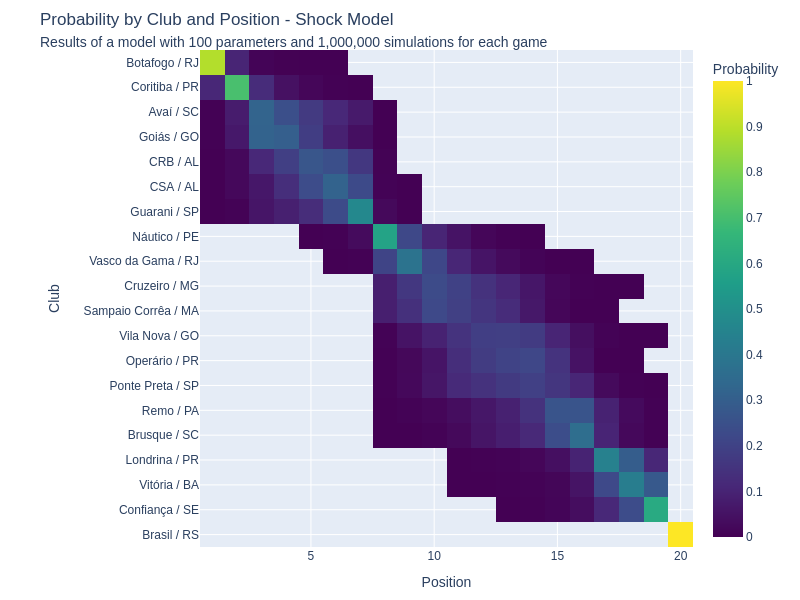 Probability by Club and Position - Shock Model
Results of a model with 100 parameters and 1,000,000 simulations for each game
Probability
1
0.9
0.8
0.7
0.6
0.5
0.4
0.3
0.2
0.1
0
Club
Botafogo / RJ
Coritiba / PR
Avaí / SC
Goiás / GO
CRB / AL
CSA / AL
Guarani / SP
Náutico / PE
Vasco da Gama / RJ
Cruzeiro / MG
Sampaio Corrêa / MA
Vila Nova / GO
Operário / PR
Ponte Preta / SP
Remo / PA
Brusque / SC
Londrina / PR
Vitória / BA
Confiança / SE
Brasil / RS
5
10
15
20
Position